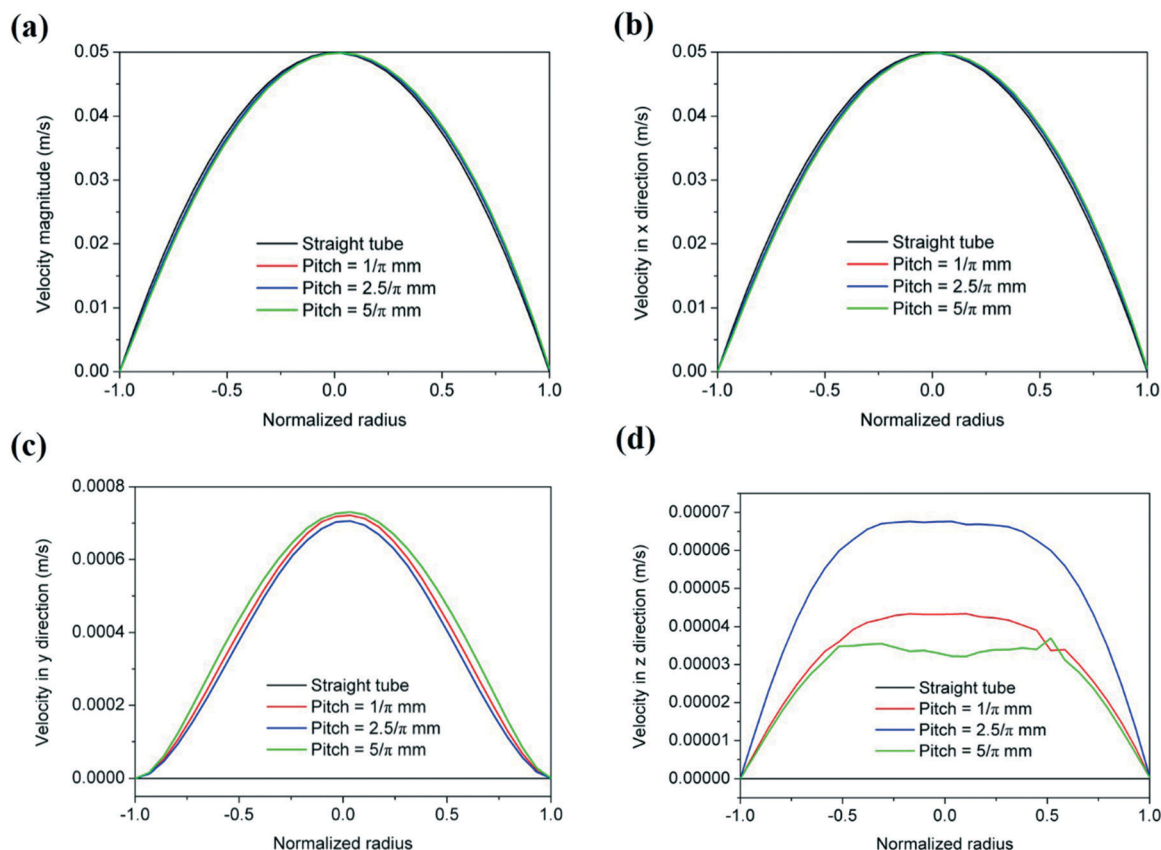 (a)
Velocity magnitude (m/s)
0.05
0.04
0.03
0.02
0.01
0.00
Straight tube
Pitch = 1/π mm
Pitch = 2.5/π mm
Pitch = 5/π mm
-1.0 -0.5 0.0 0.5 1.0
Normalized radius
(b)
Velocity in x direction (m/s)
0.05
0.04
0.03
0.02
0.01
0.00
Straight tube
Pitch = 1/π mm
Pitch = 2.5/π mm
Pitch = 5/π mm
-1.0 -0.5 0.0 0.5 1.0
Normalized radius
(c)
Velocity in y direction (m/s)
0.0008
0.0006
0.0004
0.0002
0.0000
Straight tube
Pitch = 1/π mm
Pitch = 2.5/π mm
Pitch = 5/π mm
-1.0 -0.5 0.0 0.5 1.0
Normalized radius
(d)
Velocity in z direction (m/s)
0.00007
0.00006
0.00005
0.00004
0.00003
0.00002
0.00001
0.00000
Straight tube
Pitch = 1/π mm
Pitch = 2.5/π mm
Pitch = 5/π mm
-1.0 -0.5 0.0 0.5 1.0
Normalized radius